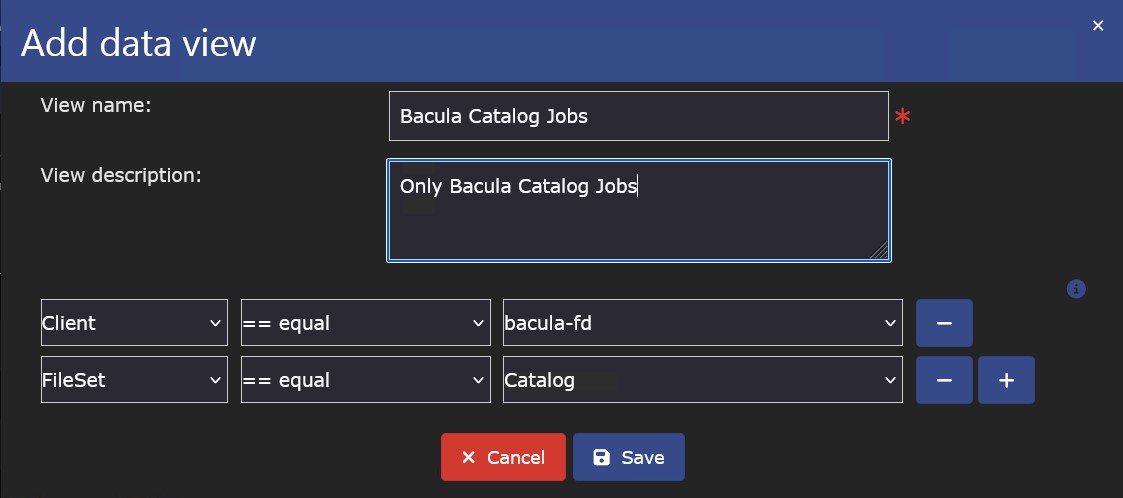 Add data view
×
View name:
Bacula Catalog Jobs
*
View description:
Only Bacula Catalog Jobs
Client
== equal
bacula-fd
FileSet
== equal
Catalog
Cancel
Save